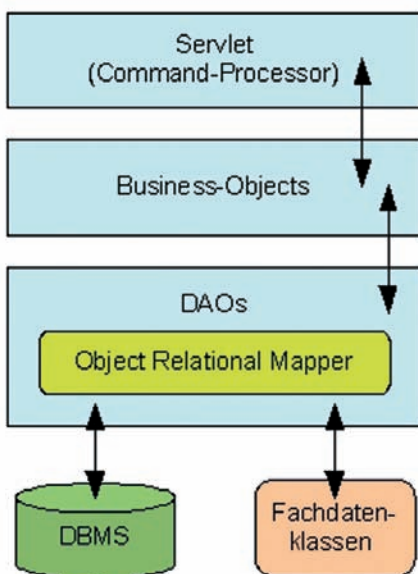 Servlet
(Command-Processor)
Business-Objects
DAOs
Object Relational Mapper
DBMS
Fachdaten-
klassen